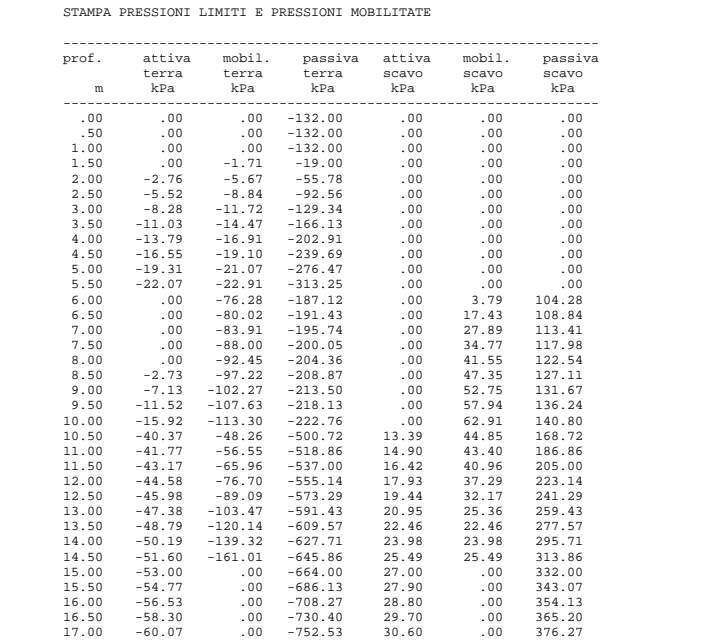 STAMPA PRESSIONI LIMITI E PRESSIONI MOBILITATE
-------------------------------------------------------------------
prof. attiva mobil. passiva attiva mobil. passiva
terra terra terra scavo scavo scavo
m kPa kPa kPa kPa kPa kPa
-------------------------------------------------------------------
.00 .00 .00 -132.00 .00 .00 .00
.50 .00 .00 -132.00 .00 .00 .00
1.00 .00 .00 -132.00 .00 .00 .00
1.50 .00 -1.71 -19.00 .00 .00 .00
2.00 -2.76 -5.67 -55.78 .00 .00 .00
2.50 -5.52 -8.84 -92.56 .00 .00 .00
3.00 -8.28 -11.72 -129.34 .00 .00 .00
3.50 -11.03 -14.47 -166.13 .00 .00 .00
4.00 -13.79 -16.91 -202.91 .00 .00 .00
4.50 -16.55 -19.10 -239.69 .00 .00 .00
5.00 -19.31 -21.07 -276.47 .00 .00 .00
5.50 -22.07 -22.91 -313.25 .00 .00 .00
6.00 .00 -76.28 -187.12 .00 3.79 104.28
6.50 .00 -80.02 -191.43 .00 17.43 108.84
7.00 .00 -83.91 -195.74 .00 27.89 113.41
7.50 .00 -88.00 -200.05 .00 34.77 117.98
8.00 .00 -92.45 -204.36 .00 41.55 122.54
8.50 -2.73 -97.22 -208.87 .00 47.35 127.11
9.00 -7.13 -102.27 -213.50 .00 52.75 131.67
9.50 -11.52 -107.63 -218.13 .00 57.94 136.24
10.00 -15.92 -113.30 -222.76 .00 62.91 140.80
10.50 -40.37 -48.26 -500.72 13.39 44.85 168.72
11.00 -41.77 -56.55 -518.86 14.90 43.40 186.86
11.50 -43.17 -65.96 -537.00 16.42 40.96 205.00
12.00 -44.58 -76.70 -555.14 17.93 37.29 223.14
12.50 -45.98 -89.09 -573.29 19.44 32.17 241.29
13.00 -47.38 -103.47 -591.43 20.95 25.36 259.43
13.50 -48.79 -120.14 -609.57 22.46 22.46 277.57
14.00 -50.19 -139.32 -627.71 23.98 23.98 295.71
14.50 -51.60 -161.01 -645.86 25.49 25.49 313.86
15.00 -53.00 .00 -664.00 27.00 .00 332.00
15.50 -54.77 .00 -686.13 27.90 .00 343.07
16.00 -56.53 .00 -708.27 28.80 .00 354.13
16.50 -58.30 .00 -730.40 29.70 .00 365.20
17.00 -60.07 .00 -752.53 30.60 .00 376.27